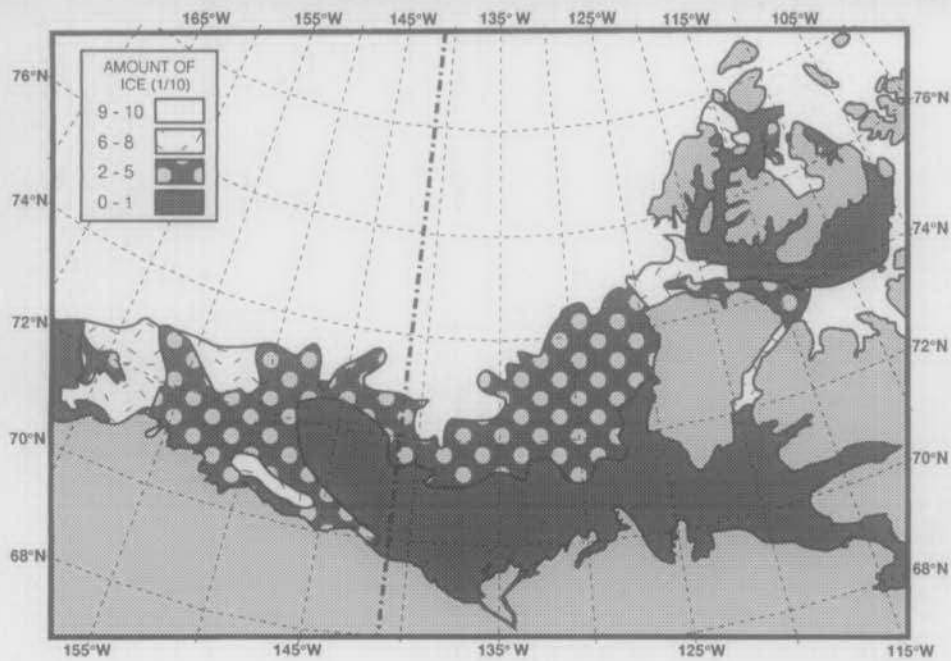 165°W 155°W 145°W 135°W 125°W 115°W 105°W
76°N
74°N
72°N
70°N
68°N
AMOUNT OF
ICE (1/10)
9 - 10
6 - 8
2 - 5
0 - 1
76°N
74°N
72°N
70°N
68°N
155°W 145°W 135°W 125°W 115°W